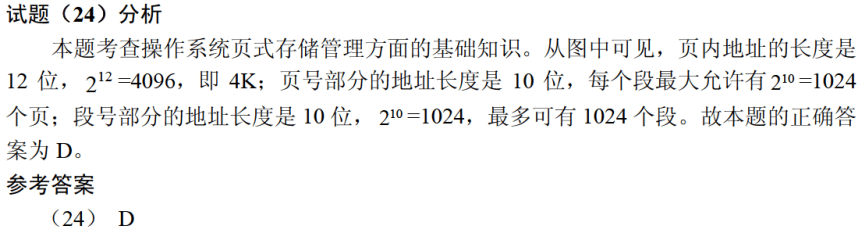 试题（24）分析
本题考查操作系统页式存储管理方面的基础知识。从图中可见，页内地址的长度是
12 位，2¹²=4096，即 4K；页号部分的地址长度是 10 位，每个段最大允许有 2¹⁰=1024
个页；段号部分的地址长度是 10 位，2¹⁰=1024，最多可有 1024 个段。故本题的正确答
案为 D。
参考答案
（24） D